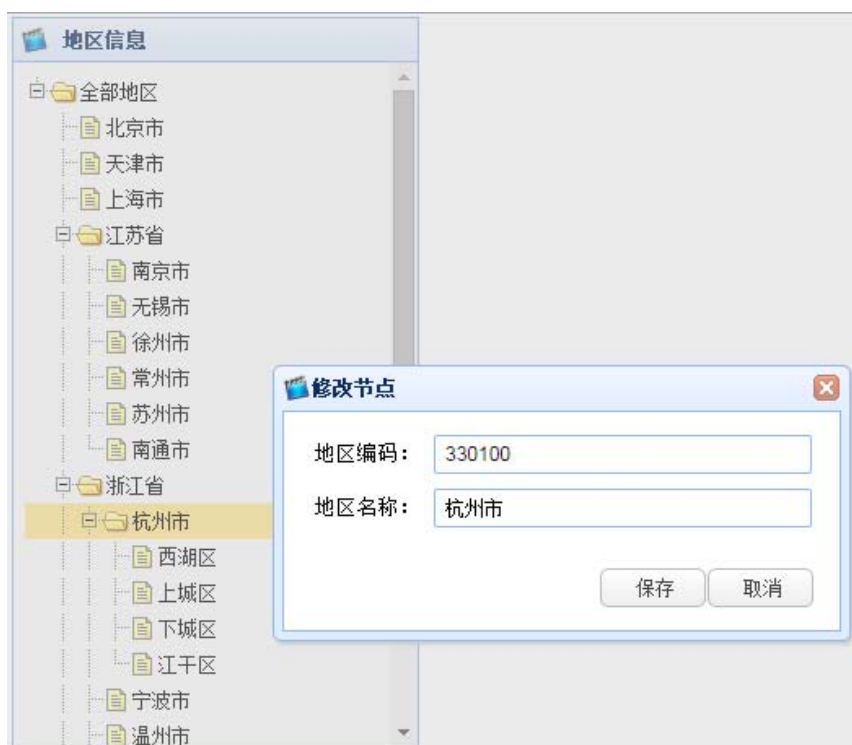 地区信息
全部地区
北京市
天津市
上海市
江苏省
南京市
无锡市
徐州市
常州市
苏州市
南通市
浙江省
杭州市
西湖区
上城区
下城区
江干区
宁波市
温州市
修改节点
地区编码：
330100
地区名称：
杭州市
保存
取消